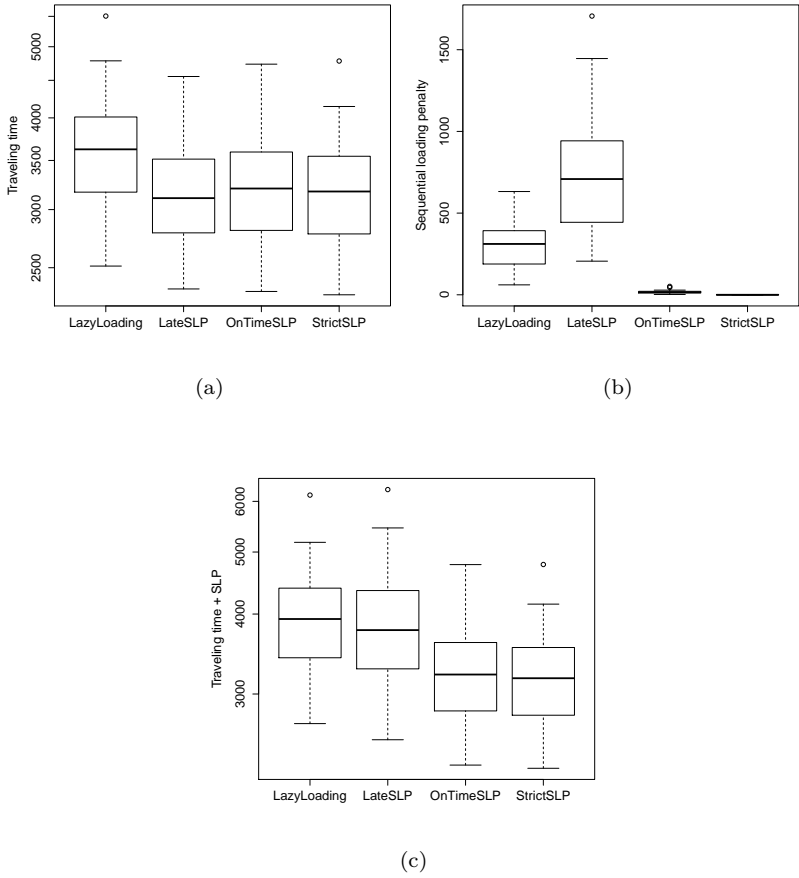 Traveling time
5000
4000
3500
3000
2500
LazyLoading LateSLP OnTimeSLP StrictSLP
(a)
Sequential loading penalty
1500
1000
500
0
LazyLoading LateSLP OnTimeSLP StrictSLP
(b)
Traveling time + SLP
6000
5000
4000
3000
LazyLoading LateSLP OnTimeSLP StrictSLP
(c)